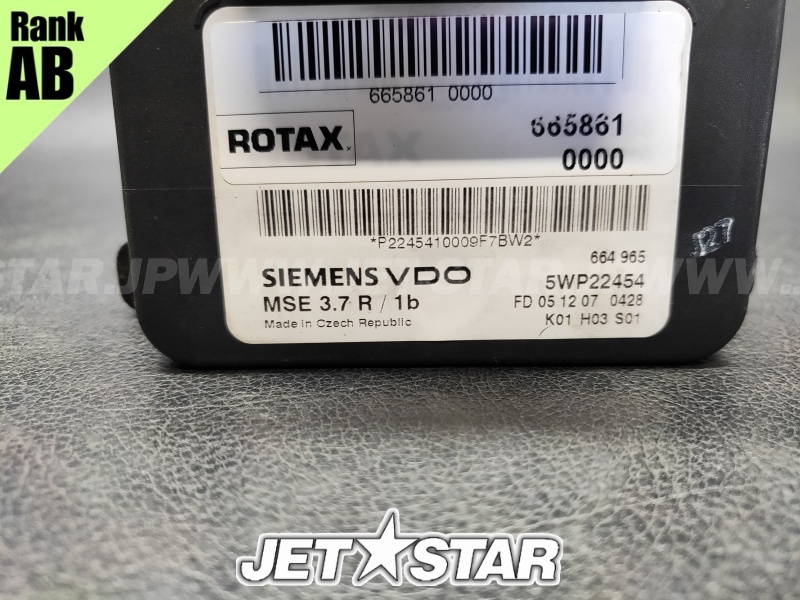 Rank
AB
665861 0000
ROTAX
665861
0000
*P2245410009F7BW2*
664 965
SIEMENS VDO
5WP22454
MSE 3.7 R / 1b
FD 05 12 07 0428
Made in Czech Republic
K01 H03 S01
127
JET STAR